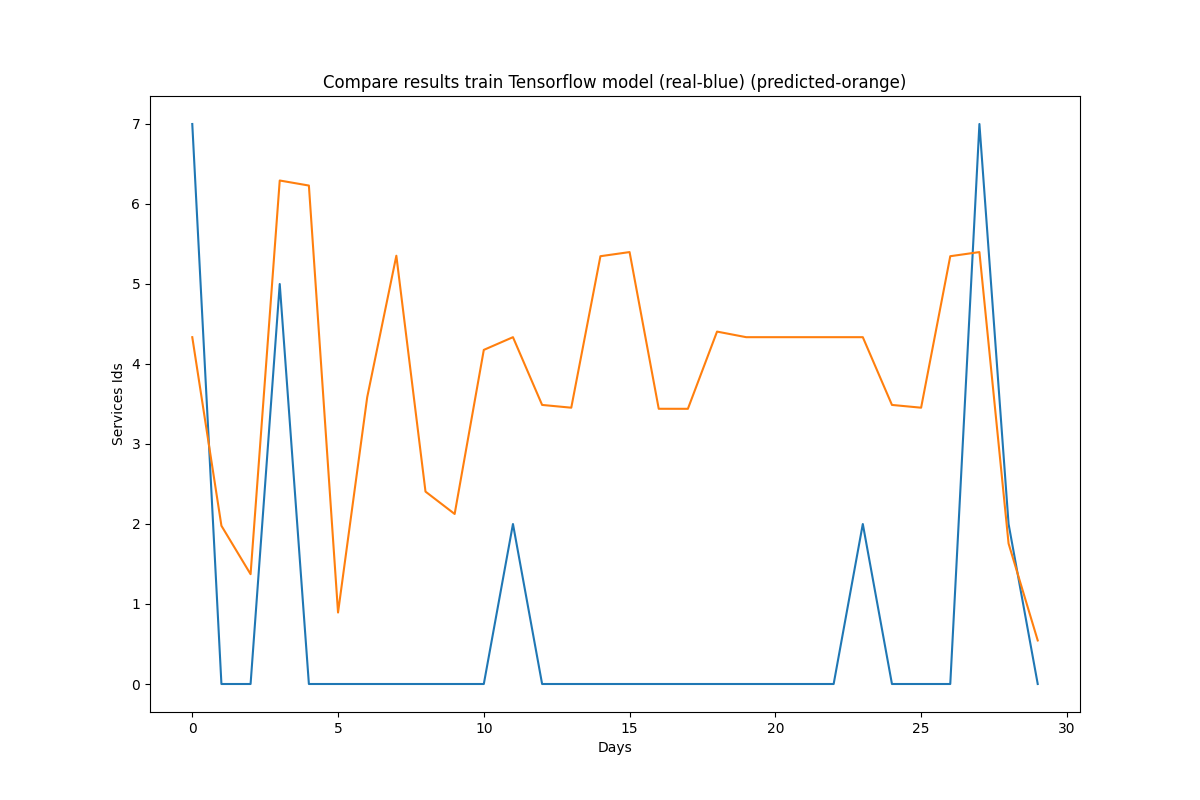 Compare results train Tensorflow model (real-blue) (predicted-orange)
7
6
5
4
3
2
1
0
Services Ids
0 5 10 15 20 25 30
Days